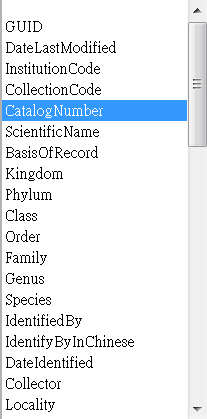 GUID
DateLastModified
InstitutionCode
CollectionCode
CatalogNumber
ScientificName
BasisOfRecord
Kingdom
Phylum
Class
Order
Family
Genus
Species
IdentifiedBy
IdentifyByInChinese
DateIdentified
Collector
Locality